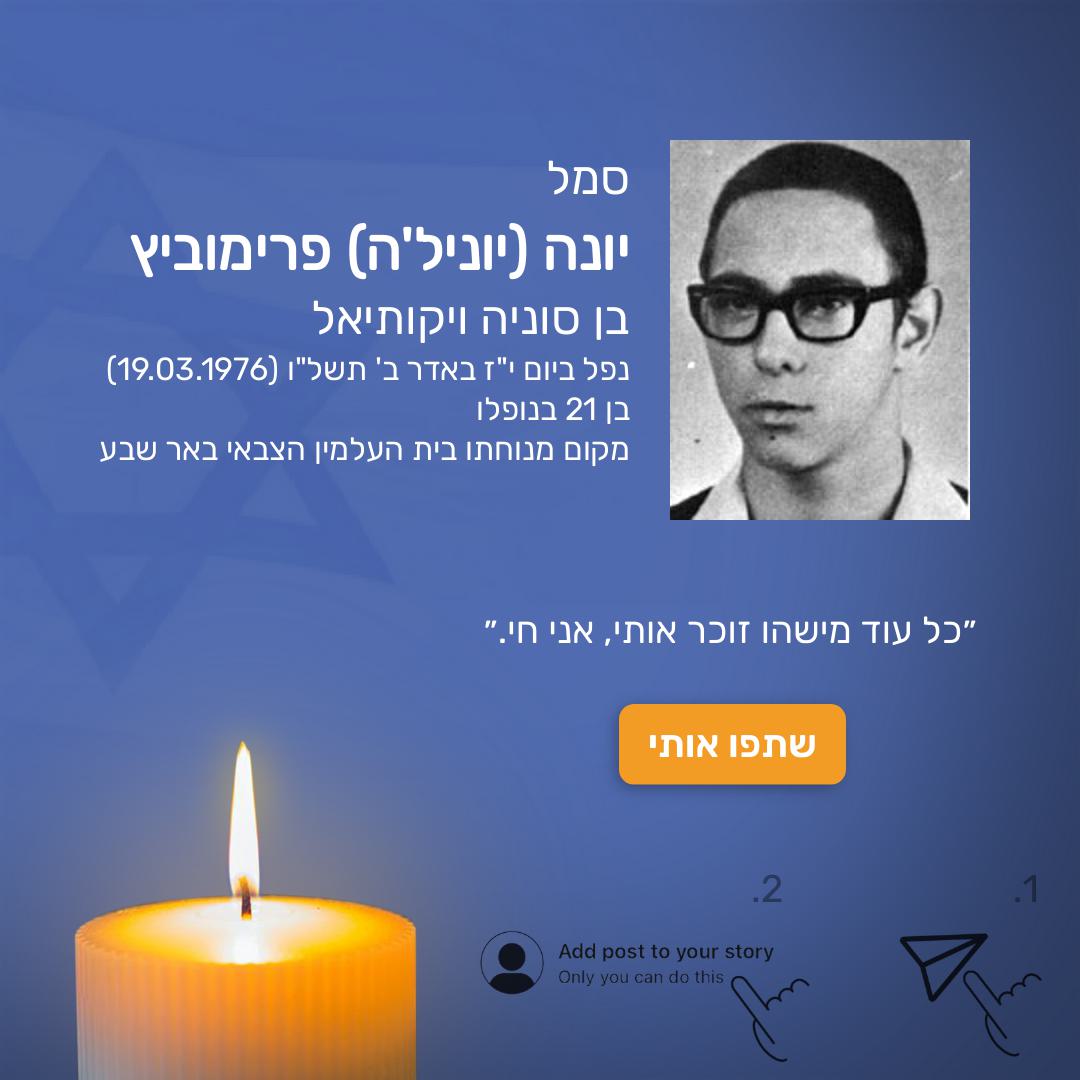 סמל
יונה (יוניל'ה) פרימוביץ
בן סוניה ויקותיאל
נפל ביום י"ז באדר ב' תשל"ו (19.03.1976)
בן 21 בנופלו
מקום מנוחתו בית העלמין הצבאי באר שבע
״כל עוד מישהו זוכר אותי, אני חי.״
שתפו אותי
1.
2.
Add post to your story
Only you can do this